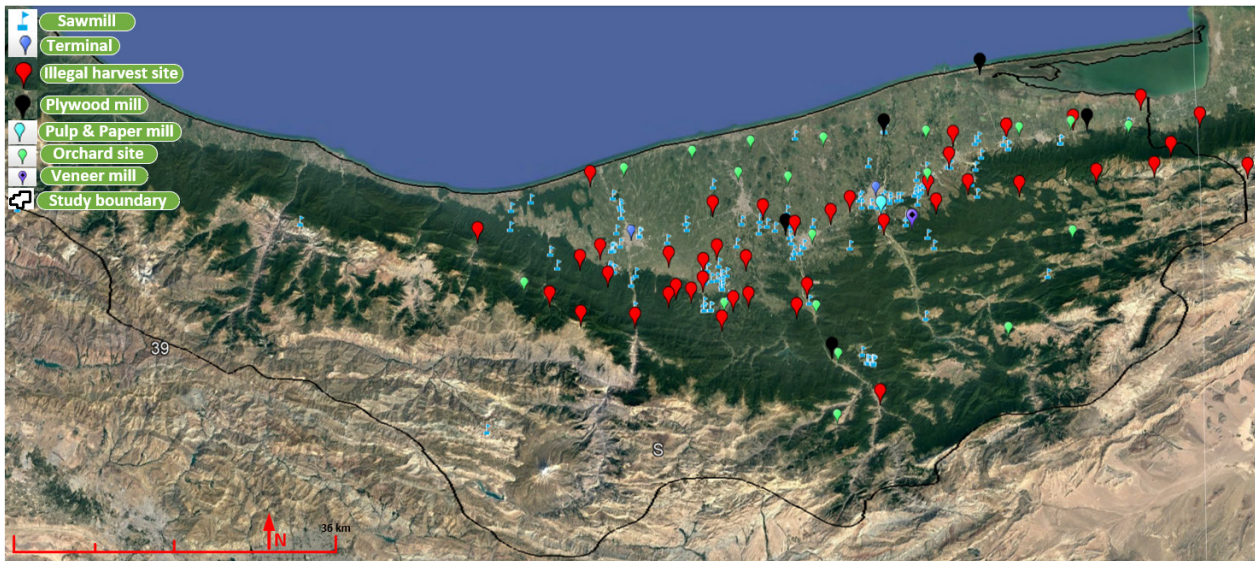 Sawmill
Terminal
Illegal harvest site
Plywood mill
Pulp & Paper mill
Orchard site
Veneer mill
Study boundary
39
S
36 km
N